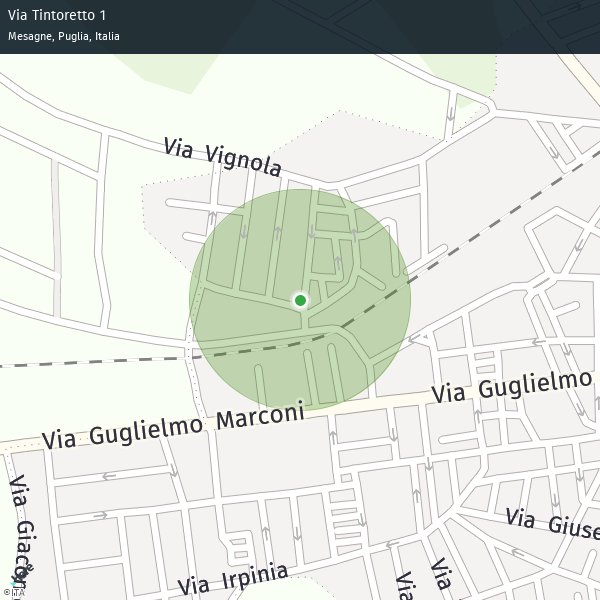 Via Tintoretto 1
Mesagne, Puglia, Italia
Via Vignola
Via Guglielmo
Via Guglielmo Marconi
Via Giacom
Via Giuse
Via Irpinia
Via
Via